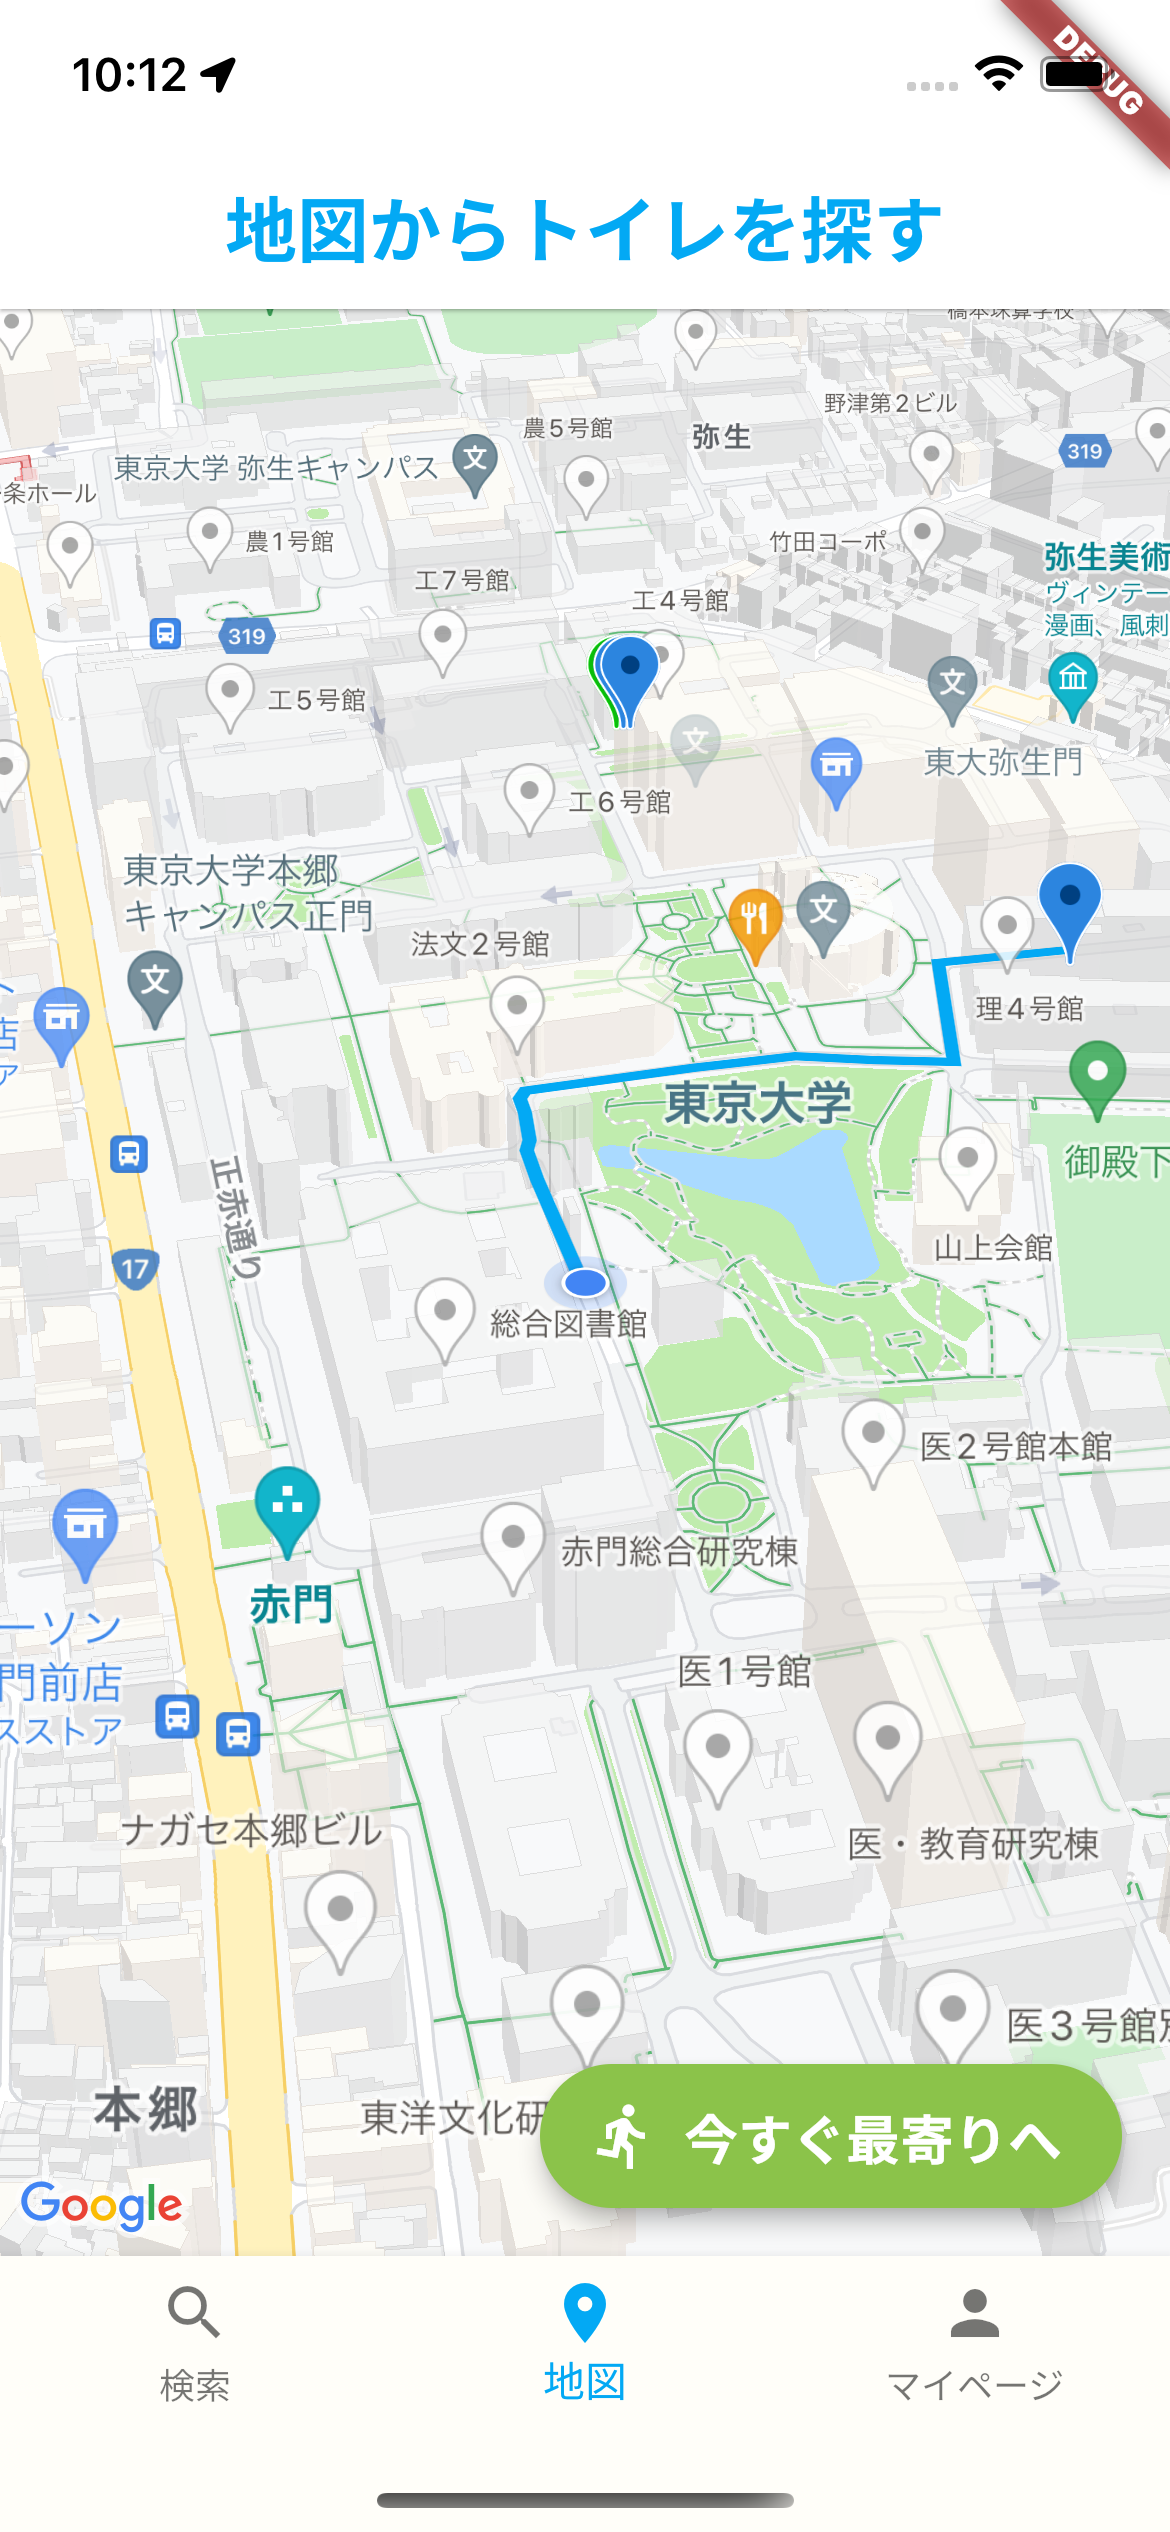 10:12
DEBUG
地図からトイレを探す
橋本珠算学校
野津第2ビル
農5号館
弥生
319
東京大学 弥生キャンパス
条ホール
農1号館
竹田コーポ
弥生美術
ヴィンテー
漫画、風刺
工7号館
工4号館
319
工5号館
東大弥生門
工6号館
東京大学本郷
キャンパス正門
法文2号館
理4号館
店
ア
東京大学
御殿下
正赤通り
山上会館
17
総合図書館
医2号館本館
赤門総合研究棟
赤門
ーソン
門前店
スストア
医1号館
ナガセ本郷ビル
医・教育研究棟
医3号館別
本郷
東洋文化研
今すぐ最寄りへ
Google
検索
地図
マイページ